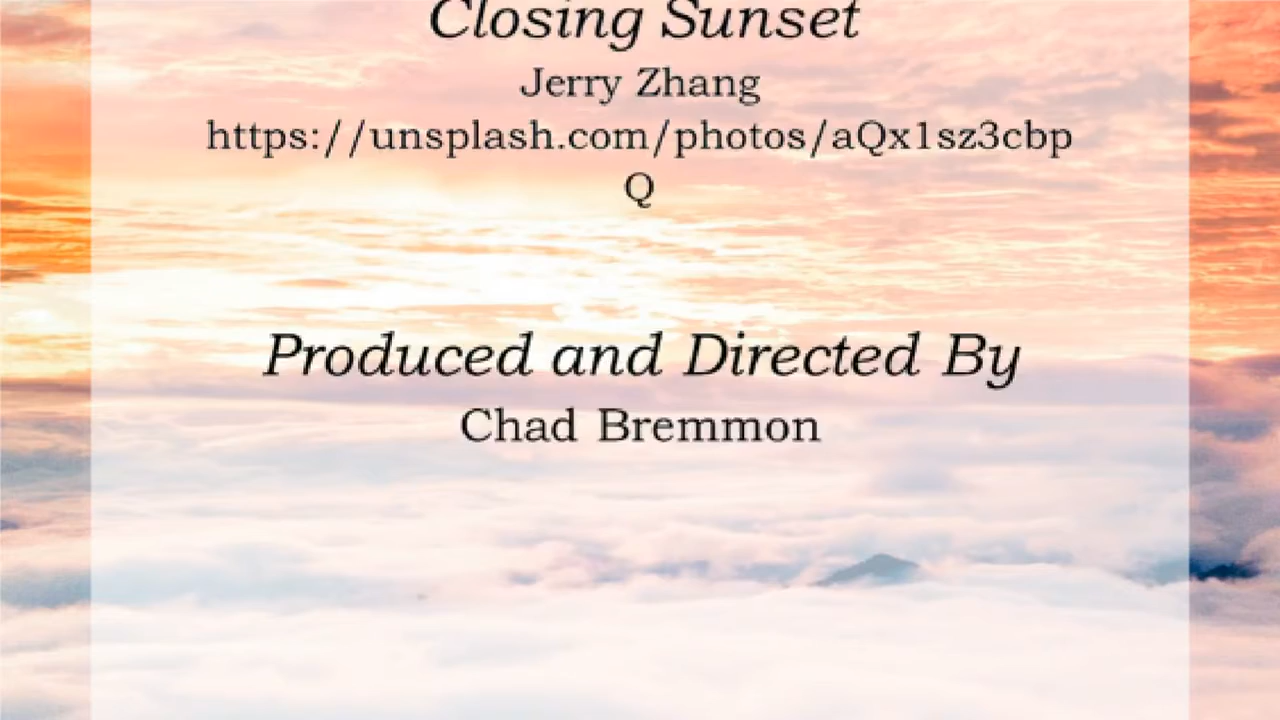 Closing Sunset
Jerry Zhang
https://unsplash.com/photos/aQx1sz3cbp
Q
Produced and Directed By
Chad Bremmon